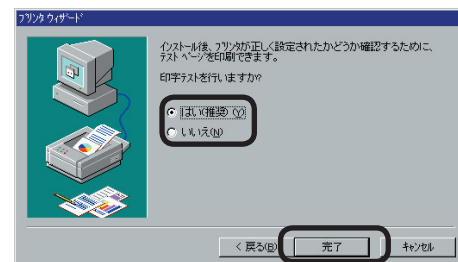 プリンタ ウィザード
インストール後、プリンタが正しく設定されたかどうか確認するために、
テスト ページを印刷できます。
印字テストを行いますか?
はい(推奨)(Y)
いいえ(N)
< 戻る(B)
完了
キャンセル